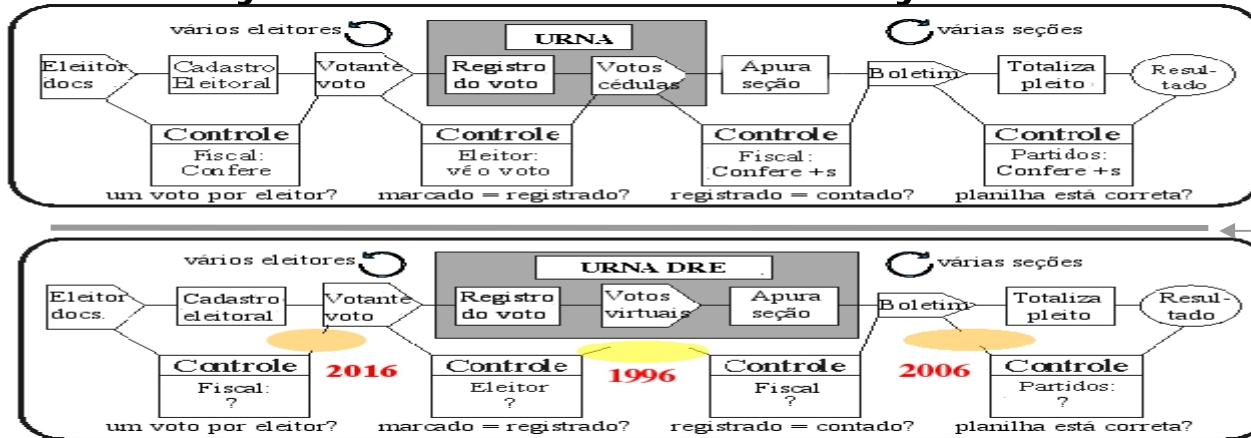 vários eleitores
URNA
várias seções
Eleiitor
docs
Cadastro
Eleitoral
Votante
voto
Registro
do voto
Votos
cédulas
Apura
seção
Boletim
Totaliza
pleito
Resul-
tado
Controle
Fiscal:
Confere
Controle
Eleitor:
vê o voto
Controle
Fiscal:
Confere +s
Controle
Partidos:
Confere +s
um voto por eleitor?
marcado = registrado?
registrado = contado?
planilha está correta?
vários eleitores
URNA DRE
várias seções
Eleitor
docs.
Cadastro
eleitoral
Votante
voto
Registro
do voto
Votos
virtuais
Apura
seção
Boletim
Totaliza
pleito
Resul-
tado
Controle
Fiscal:
?
2016
Controle
Eleitor
?
1996
Controle
Fiscal
?
2006
Controle
Partidos:
?
um voto por eleitor?
marcado = registrado?
registrado = contado?
planilha está correta?